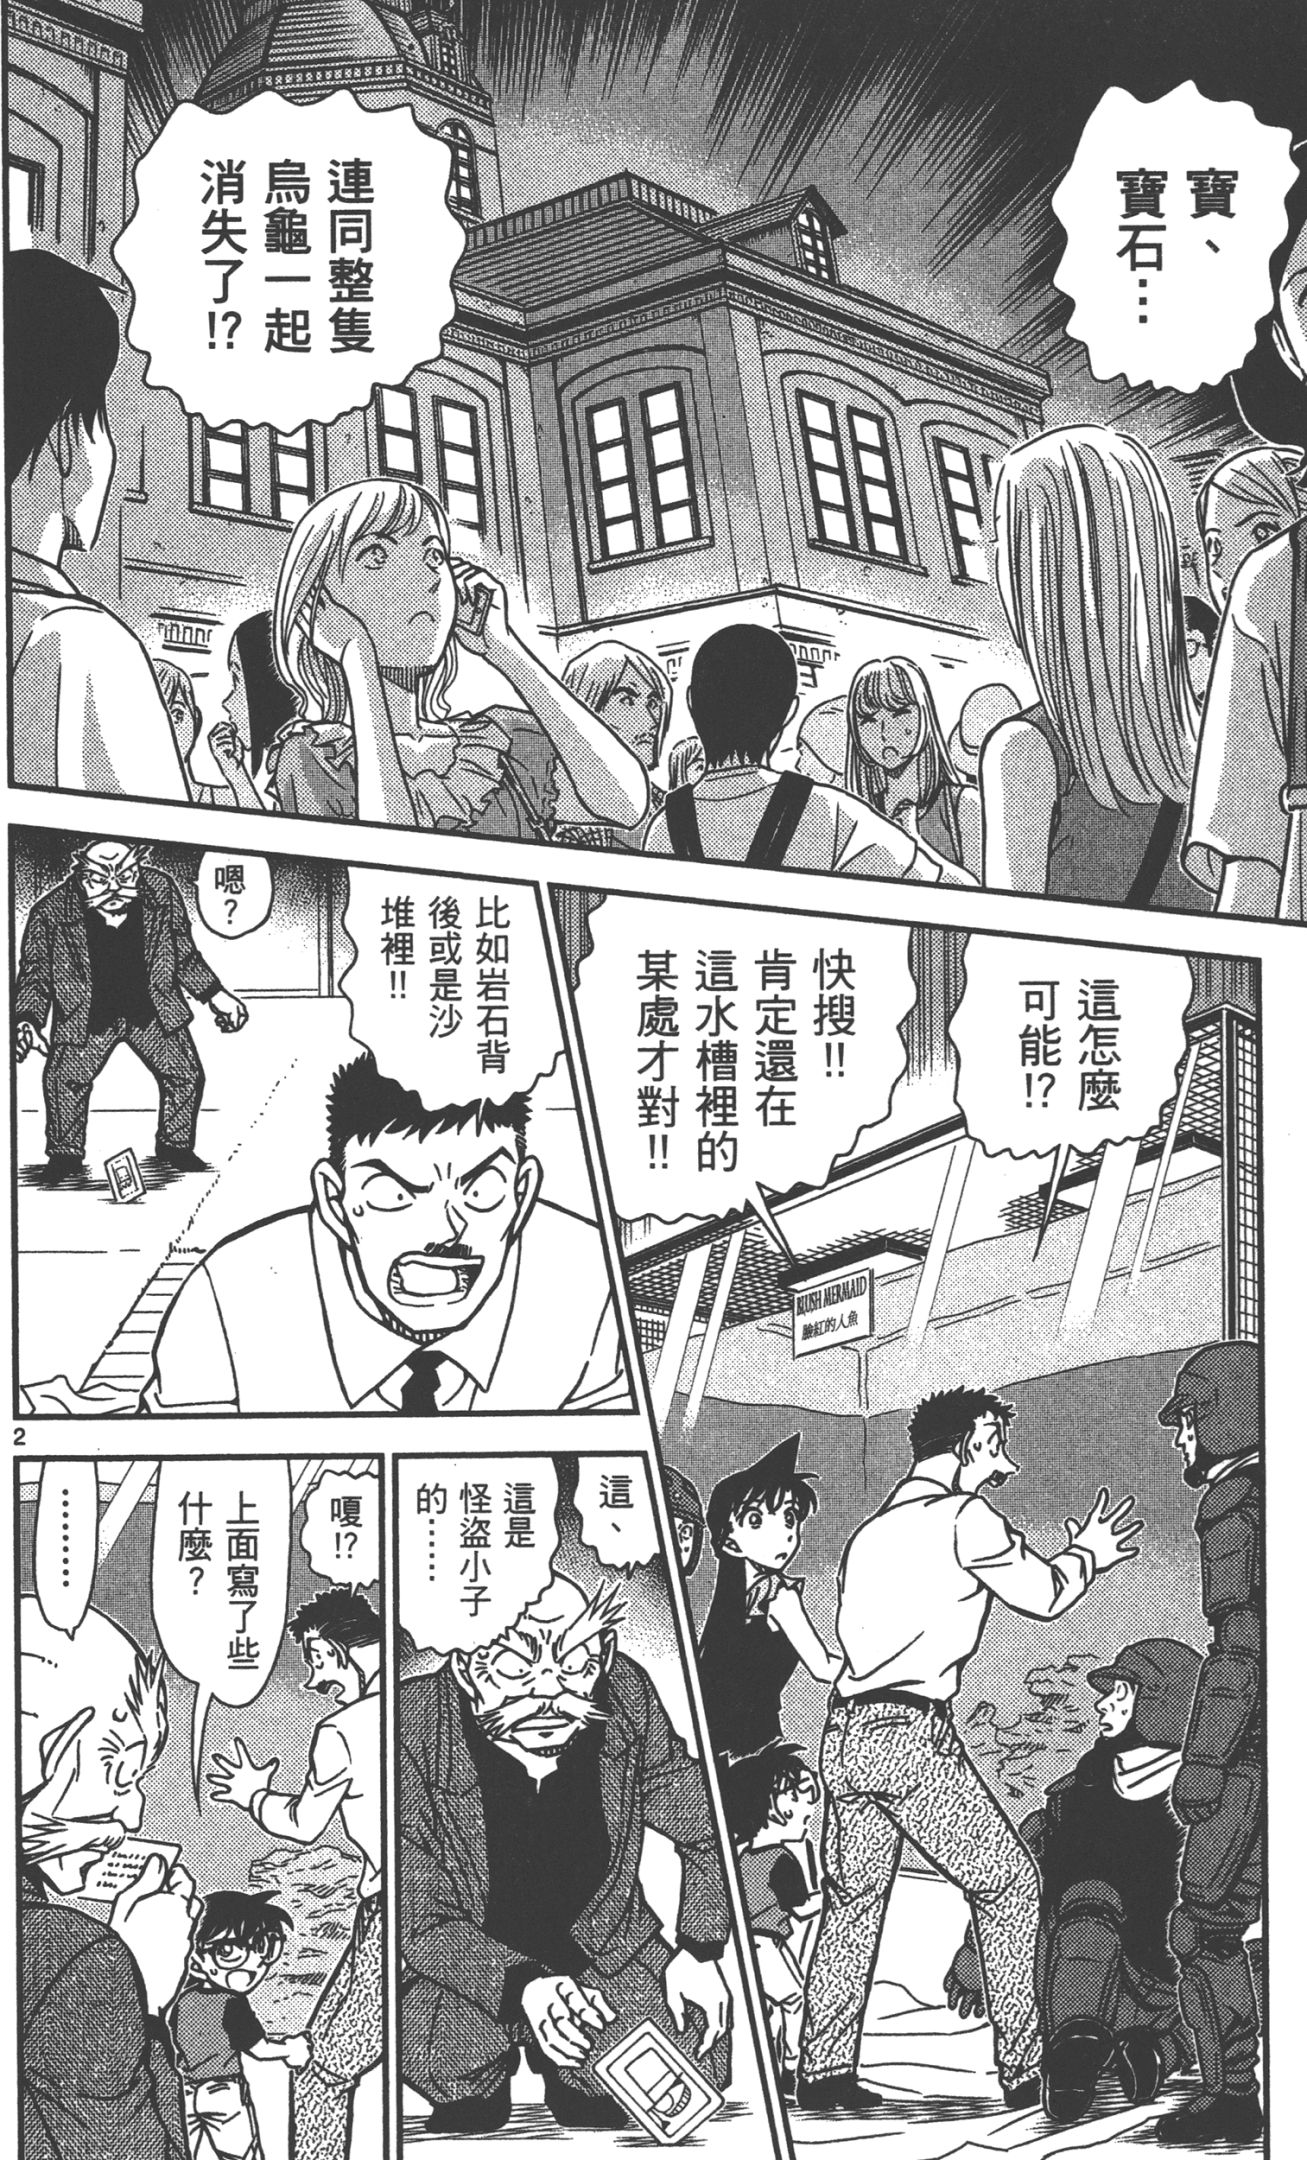 寶、
寶石…
連同整隻
烏龜一起
消失了!?
這怎麼
可能!?
快搜!!
肯定還在
這水槽裡的
某處才對!!
BLUSH MERMAID
臉紅的人魚
比如岩石背
後或是沙
堆裡!!
嗯?
這、
這是
怪盜小子
的……
嗄!?
上面寫了些
什麼?
………
2